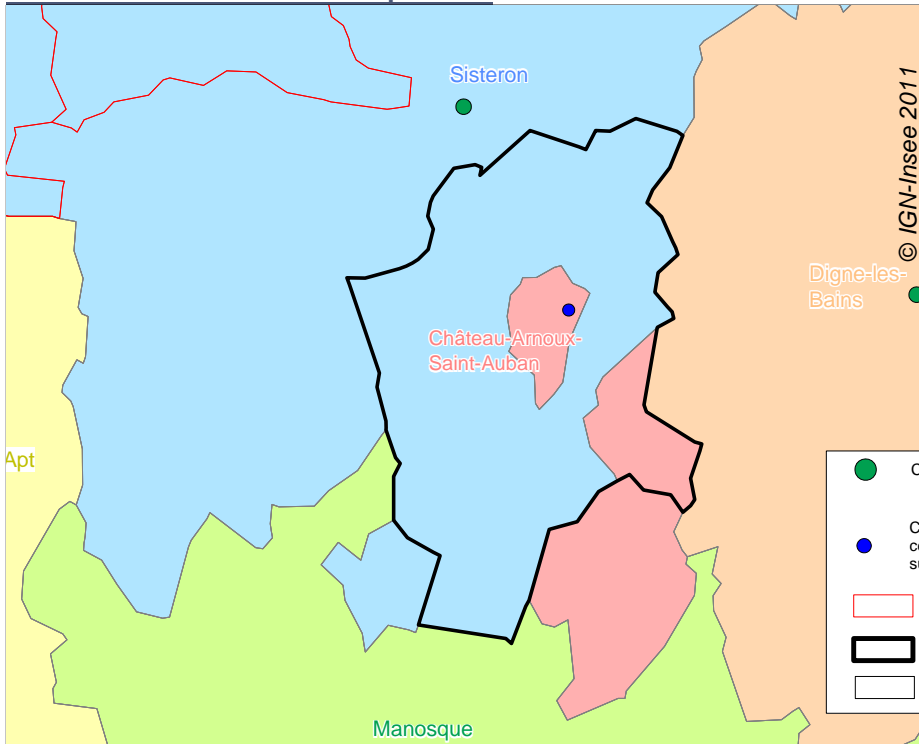 Sisteron
© IGN-Insee 2011
Digne-les-
Bains
Château-Arnoux-
Saint-Auban
Apt
Manosque